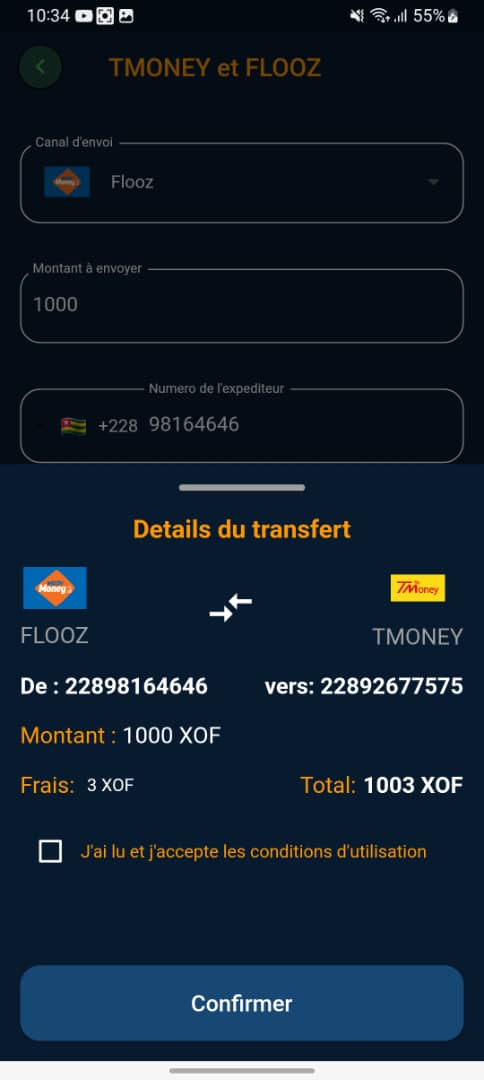 10:34 55%
TMONEY et FLOOZ
Canal d'envoi
Money
Flooz
Montant à envoyer
1000
Numero de l'expediteur
+228 98164646
Details du transfert
Money
TMoney
FLOOZ
TMONEY
De : 22898164646 vers: 22892677575
Montant : 1000 XOF
Frais: 3 XOF Total: 1003 XOF
J'ai lu et j'accepte les conditions d'utilisation
Confirmer